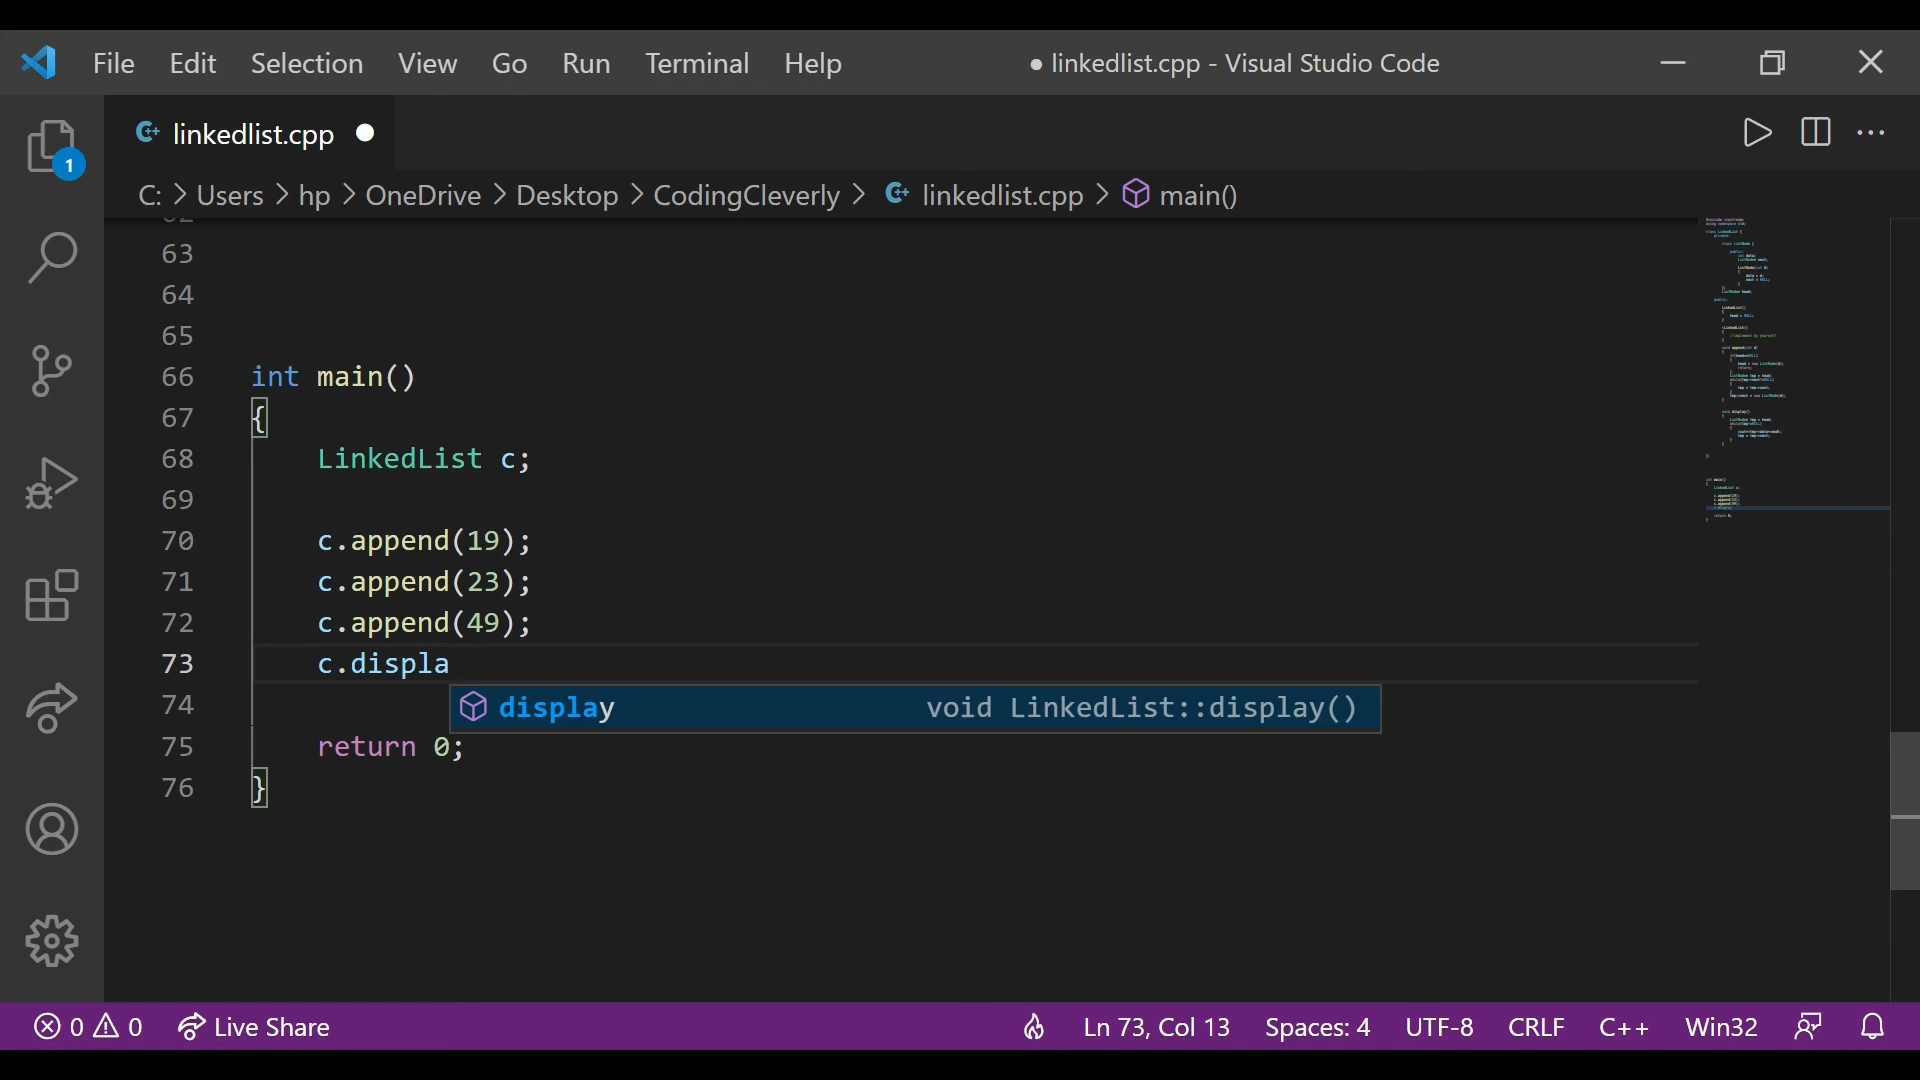 File Edit Selection View Go Run Terminal Help ● linkedlist.cpp - Visual Studio Code
linkedlist.cpp
1
C: > Users > hp > OneDrive > Desktop > CodingCleverly > linkedlist.cpp > main()
63
64
65
66 int main()
67 {
68 LinkedList c;
69
70 c.append(19);
71 c.append(23);
72 c.append(49);
73 c.displa
display void LinkedList::display()
74
75 return 0;
76 }
0 0 Live Share Ln 73, Col 13 Spaces: 4 UTF-8 CRLF C++ Win32